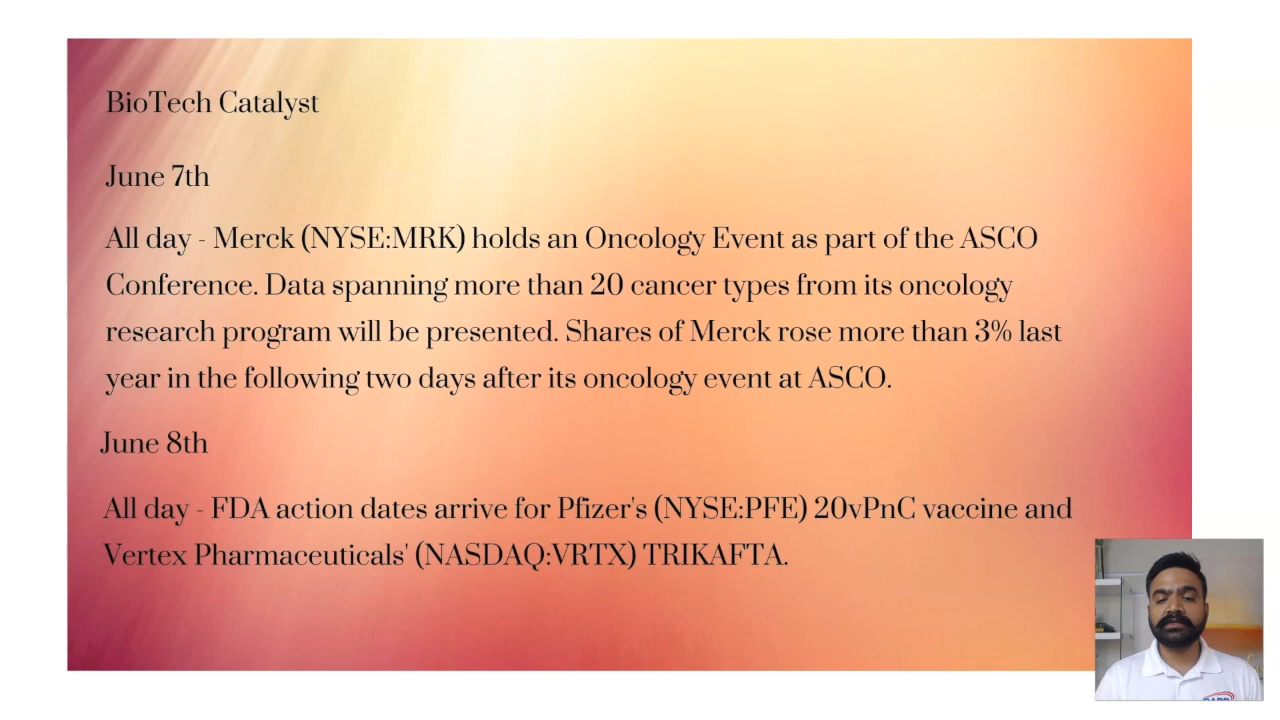 BioTech Catalyst
June 7th
All day - Merck (NYSE:MRK) holds an Oncology Event as part of the ASCO
Conference. Data spanning more than 20 cancer types from its oncology
research program will be presented. Shares of Merck rose more than 3% last
year in the following two days after its oncology event at ASCO.
June 8th
All day - FDA action dates arrive for Pfizer's (NYSE:PFE) 20vPnC vaccine and
Vertex Pharmaceuticals' (NASDAQ:VRTX) TRIKAFTA.